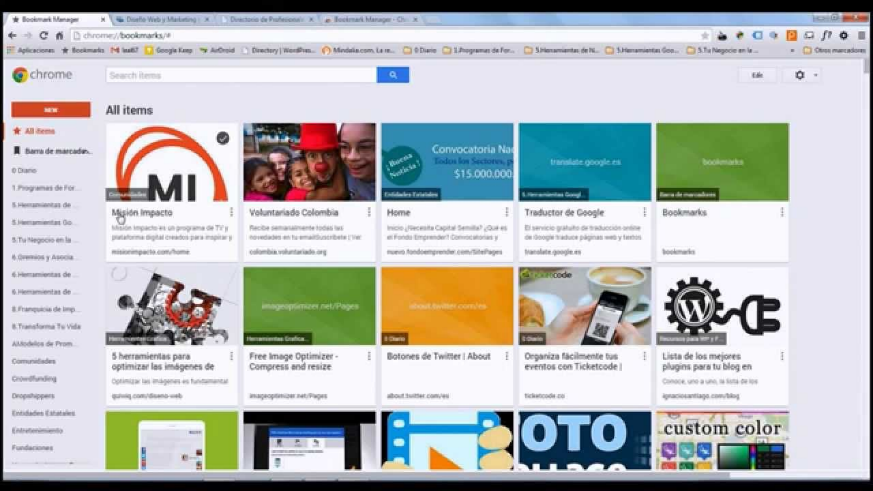 Bookmark Manager
Diseño Web y Marketing
Directorio de Profesional
Bookmark Manager - Ch
chrome://bookmarks/#
Aplicaciones
Bookmarks
Google Keep
AirDroid
Directory | WordPres...
Mindalia.com. La re...
0 Diario
1.Programas de For...
5.Herramientas de N...
5.Herramientas Goo...
5.Tu Negocio en la ...
Otros marcadores
chrome
Search items
Edit
NEW
All items
All items
Barra de marcado...
0 Diario
1.Programas de For...
5.Herramientas de ...
5.Herramientas Go...
5.Tu Negocio en la ...
6.Gremios y Asocia...
6.Herramientas de ...
7.Herramientas de ...
8.Franquicia de Imp...
8.Transforma Tu Vida
AModelos de Prom...
Comunidades
Crowdfunding
Dropshippers
Entidades Estatales
Entretenimiento
Fundaciones
MI
Comunidades
Misión Impacto
Misión Impacto es un programa de TV y
plataforma digital creados para inspirar y
misionimpacto.com/home
Voluntariado Colombia
Recibe semanalmente todas las
novedades en tu emailSuscribete | Ver
colombia.voluntariado.org
Convocatoria Na
Todos los Sectores, p
$15.000.000
¡Buena
Noticia!
Entidades Estatales
Home
Inicio ¿Necesita Capital Semilla? ¿Qué es
el Fondo Emprender? Convocatorias y
nuevo.fondoemprender.com/SitePages
translate.google.es
5.Herramientas Googl...
Traductor de Google
El servicio gratuito de traducción online
de Google traduce páginas web y textos
translate.google.es
bookmarks
Barra de marcadores
Bookmarks
bookmarks
Herramientas Grafica...
5 herramientas para
optimizar las imágenes de
Optimizar las imágenes es fundamental
quiviq.com/diseno-web
imageoptimizer.net/Pages
Herramientas Grafica...
Free Image Optimizer -
Compress and resize
imageoptimizer.net/Pages
about.twitter.com/es
0 Diario
Botones de Twitter | About
about.twitter.com/es
0 Diario
Organiza fácilmente tus
eventos con Ticketcode |
ticketcode.co
Recursos para WP y F...
Lista de los mejores
plugins para tu blog en
Conoce, uno a uno, la lista de los
ignaciosantiago.com/blog
OTO
custom color